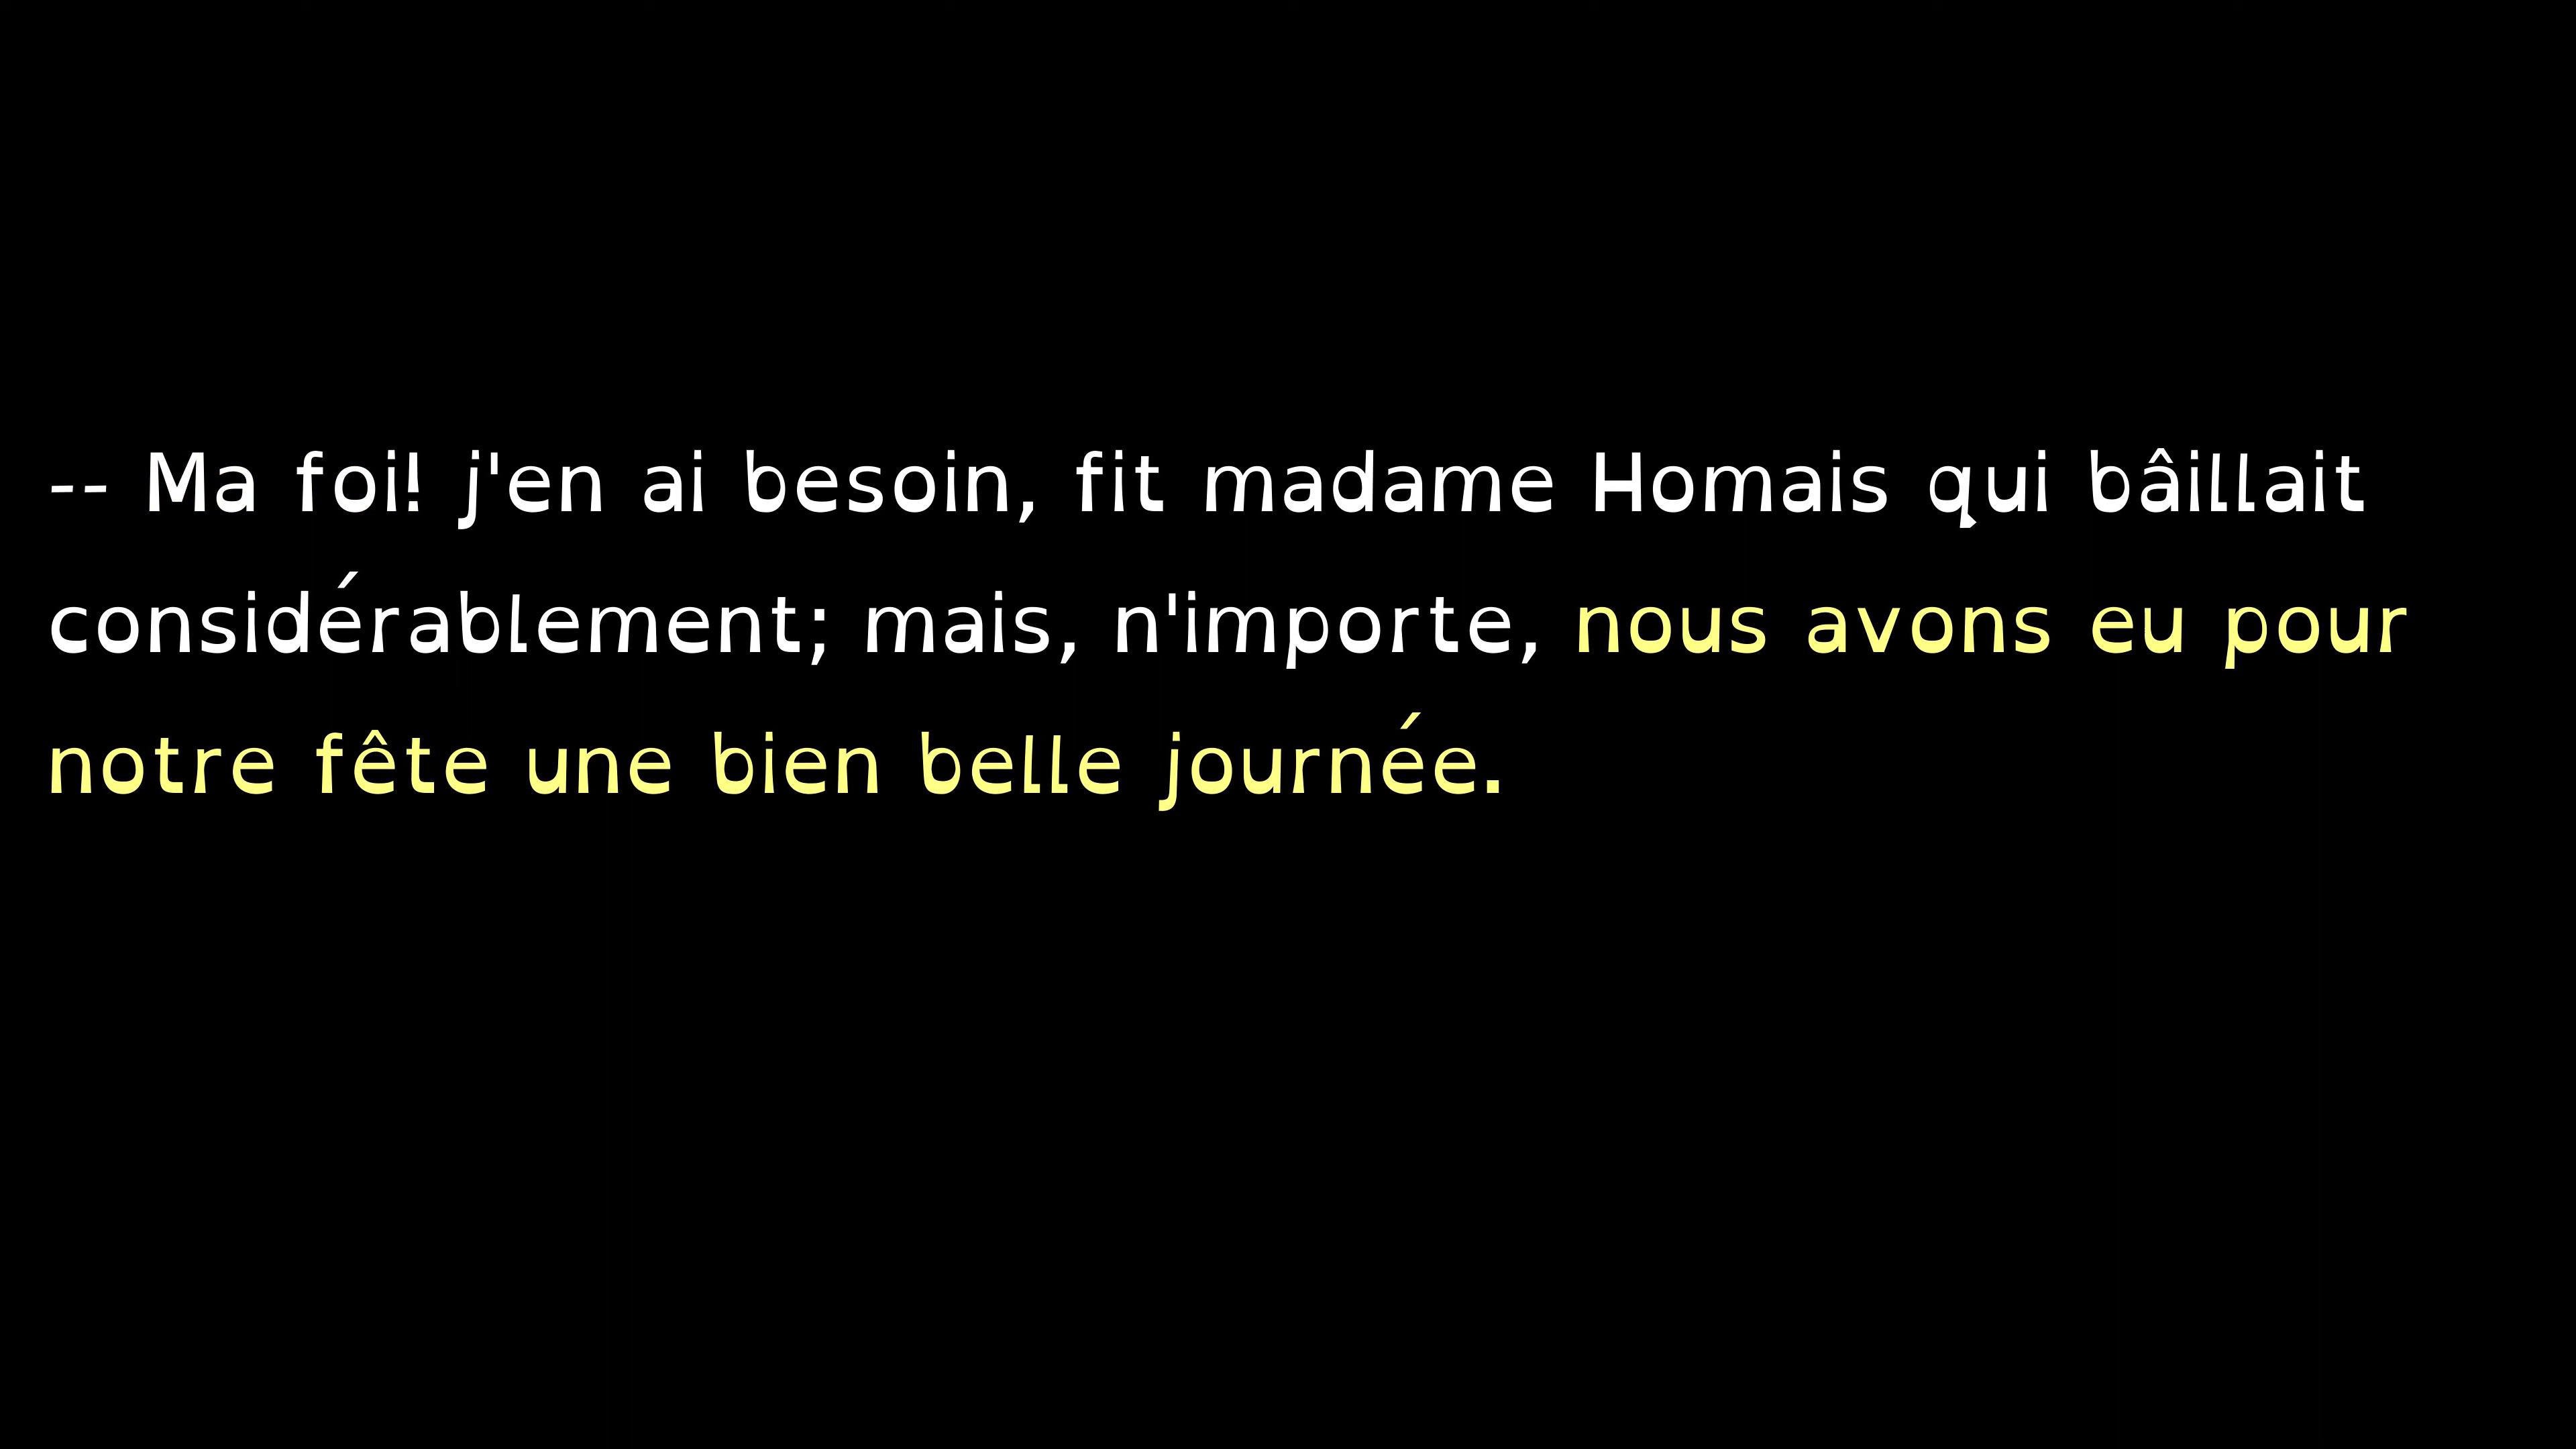 -- Ma foi! j'en ai besoin, fit madame Homais qui bâillait
considérablement; mais, n'importe, nous avons eu pour
notre fête une bien belle journée.